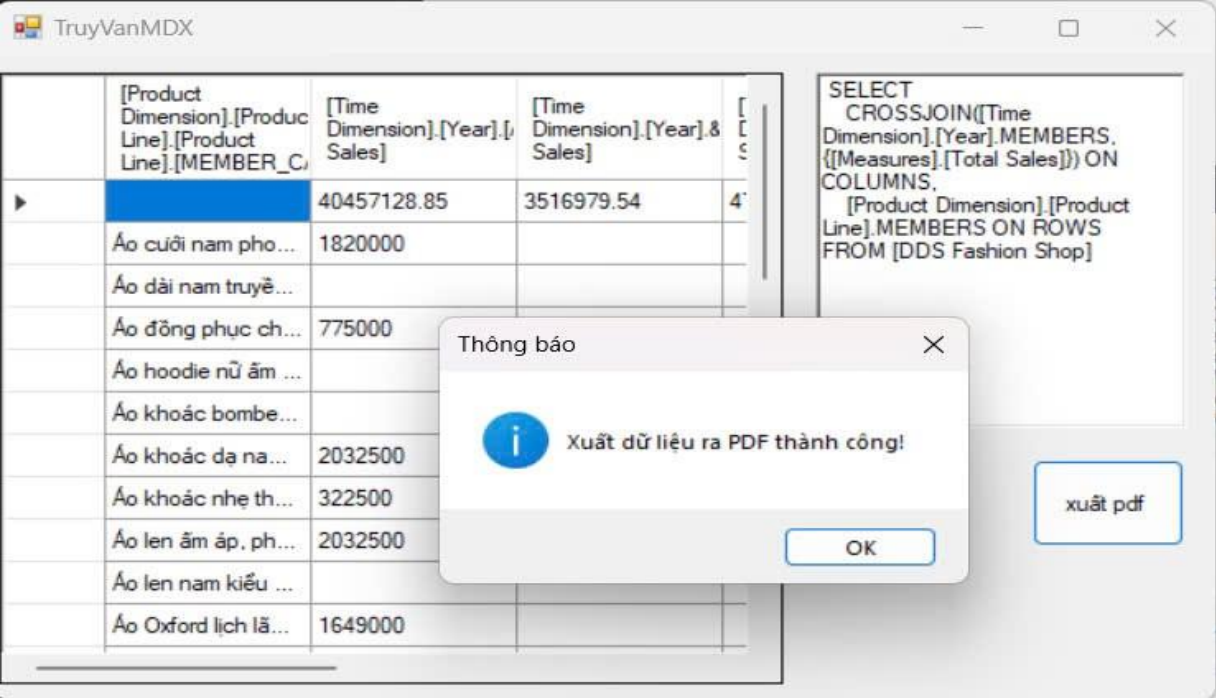 TruyVanMDX
[Product
Dimension].[Produc
Line].[Product
Line].[MEMBER_CA
[Time
Dimension].[Year].[A
Sales]
[Time
Dimension].[Year].&
Sales]
40457128.85
3516979.54
Áo cưới nam pho...
1820000
Áo dài nam truyề...
Áo đồng phục ch...
775000
Áo hoodie nữ ấm ...
Áo khoác bombe...
Áo khoác dạ na...
2032500
Áo khoác nhẹ th...
322500
Áo len ấm áp, ph...
2032500
Áo len nam kiểu ...
Áo Oxford lịch lã...
1649000
SELECT
CROSSJOIN([Time
Dimension].[Year].MEMBERS,
{[Measures].[Total Sales]}) ON
COLUMNS,
[Product Dimension].[Product
Line].MEMBERS ON ROWS
FROM [DDS Fashion Shop]
Thông báo
Xuất dữ liệu ra PDF thành công!
OK
xuất pdf